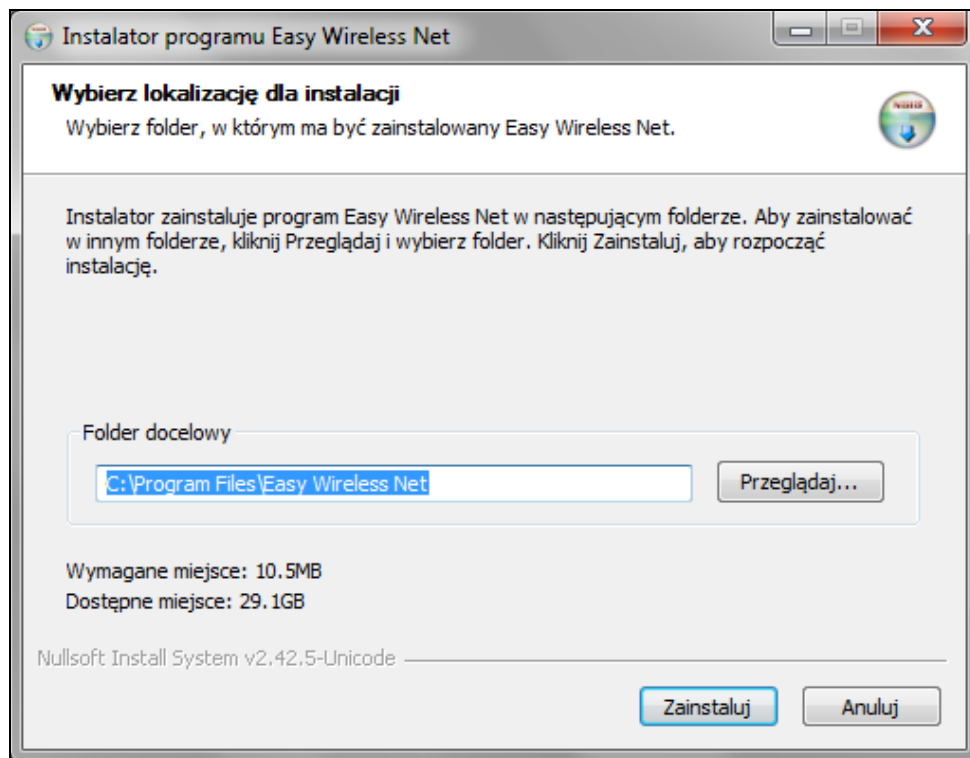 Instalator programu Easy Wireless Net
Wybierz lokalizację dla instalacji
Wybierz folder, w którym ma być zainstalowany Easy Wireless Net.
Instalator zainstaluje program Easy Wireless Net w następującym folderze. Aby zainstalować
w innym folderze, kliknij Przeglądaj i wybierz folder. Kliknij Zainstaluj, aby rozpocząć
instalację.
Folder docelowy
C:\Program Files\Easy Wireless Net
Przeglądaj...
Wymagane miejsce: 10.5MB
Dostępne miejsce: 29.1GB
Nullsoft Install System v2.42.5-Unicode
Zainstaluj
Anuluj